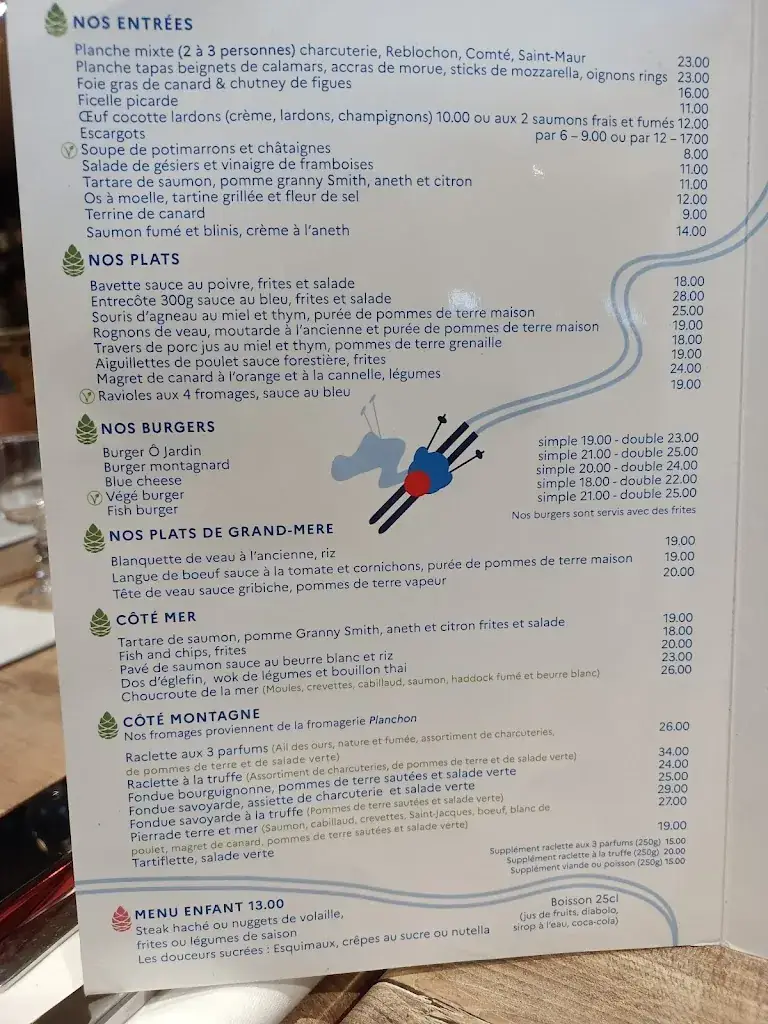 NOS ENTRÉES
Planche mixte (2 à 3 personnes) charcuterie, Reblochon, Comté, Saint-Maur 23.00
Planche tapas beignets de calamars, accras de morue, sticks de mozzarella, oignons rings 23.00
Foie gras de canard & chutney de figues 16.00
Ficelle picarde 11.00
Œuf cocotte lardons (crème, lardons, champignons) 10.00 ou aux 2 saumons frais et fumés 12.00
Escargots par 6 – 9.00 ou par 12 – 17.00
Soupe de potimarrons et châtaignes 8.00
Salade de gésiers et vinaigre de framboises 11.00
Tartare de saumon, pomme granny Smith, aneth et citron 11.00
Os à moelle, tartine grillée et fleur de sel 12.00
Terrine de canard 9.00
Saumon fumé et blinis, crème à l'aneth 14.00
NOS PLATS
Bavette sauce au poivre, frites et salade 18.00
Entrecôte 300g sauce au bleu, frites et salade 28.00
Souris d'agneau au miel et thym, purée de pommes de terre maison 25.00
Rognons de veau, moutarde à l'ancienne et purée de pommes de terre maison 19.00
Travers de porc jus au miel et thym, pommes de terre grenaille 18.00
Aiguillettes de poulet sauce forestière, frites 19.00
Magret de canard à l'orange et à la cannelle, légumes 24.00
Ravioles aux 4 fromages, sauce au bleu 19.00
NOS BURGERS
Burger Ô Jardin simple 19.00 - double 23.00
Burger montagnard simple 21.00 - double 25.00
Blue cheese simple 20.00 - double 24.00
Végé burger simple 18.00 - double 22.00
Fish burger simple 21.00 - double 25.00
Nos burgers sont servis avec des frites
NOS PLATS DE GRAND-MERE
Blanquette de veau à l'ancienne, riz 19.00
Langue de boeuf sauce à la tomate et cornichons, purée de pommes de terre maison 19.00
Tête de veau sauce gribiche, pommes de terre vapeur 20.00
CÔTÉ MER
Tartare de saumon, pomme Granny Smith, aneth et citron frites et salade 19.00
Fish and chips, frites 18.00
Pavé de saumon sauce au beurre blanc et riz 20.00
Dos d'églefin, wok de légumes et bouillon thai 23.00
Choucroute de la mer (Moules, crevettes, cabillaud, saumon, haddock fumé et beurre blanc) 26.00
CÔTÉ MONTAGNE
Nos fromages proviennent de la fromagerie Planchon
Raclette aux 3 parfums (Ail des ours, nature et fumée, assortiment de charcuteries, 26.00
de pommes de terre et de salade verte)
Raclette à la truffe (Assortiment de charcuteries, de pommes de terre et de salade verte) 34.00
Fondue bourguignonne, pommes de terre sautées et salade verte 24.00
Fondue savoyarde, assiette de charcuterie et salade verte 25.00
Fondue savoyarde à la truffe (Pommes de terre sautées et salade verte) 29.00
Pierrade terre et mer (Saumon, cabillaud, crevettes, Saint-Jacques, boeuf, blanc de 27.00
poulet, magret de canard, pommes de terre sautées et salade verte)
Tartiflette, salade verte 19.00
Supplément raclette aux 3 parfums (250g) 15.00
Supplément raclette à la truffe (250g) 20.00
Supplément viande ou poisson (250g) 15.00
MENU ENFANT 13.00
Steak haché ou nuggets de volaille,
frites ou légumes de saison
Les douceurs sucrées : Esquimaux, crêpes au sucre ou nutella
Boisson 25cl
(jus de fruits, diabolo,
sirop à l'eau, coca-cola)